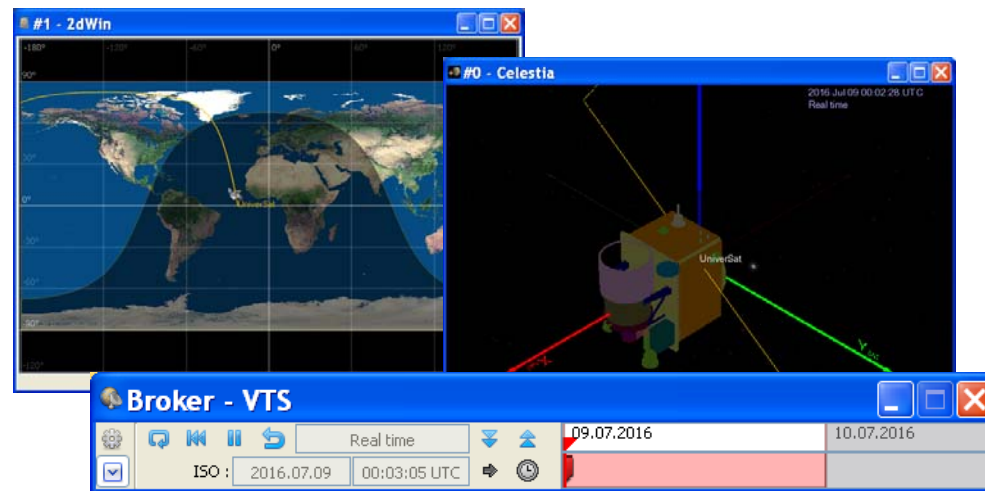 #1 - 2dWin
-180° -120° -60° 0° 60° 120°
90°
UniverSat
0°
-30°
-60°
-90°
-120°
#0 - Celestia
2016 Jul 09 00:02:28 UTC
Real time
UniverSat
Broker - VTS
Real time
09.07.2016
10.07.2016
ISO :
2016.07.09
00:03:05 UTC